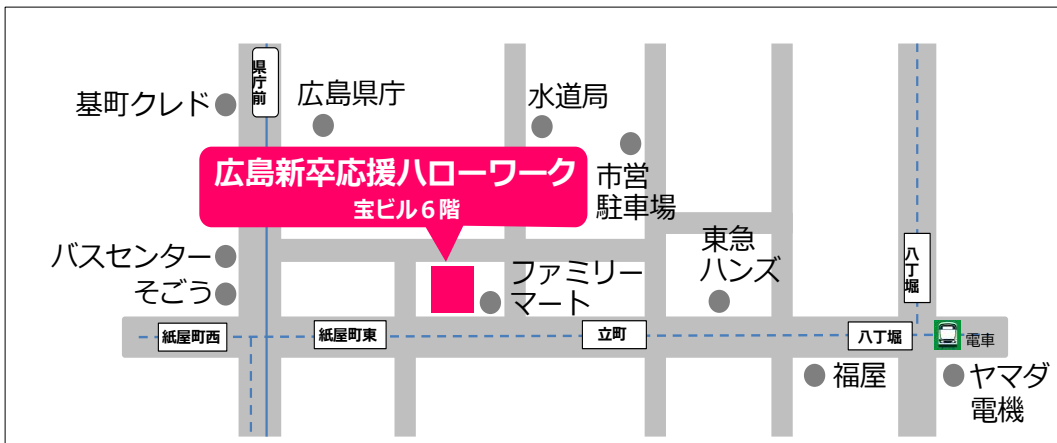 県庁前
基町クレド
広島県庁
水道局
市営
駐車場
広島新卒応援ハローワーク
宝ビル６階
バスセンター
そごう
ファミリー
マート
東急
ハンズ
八丁堀
紙屋町西
紙屋町東
立町
八丁堀
電車
福屋
ヤマダ
電機